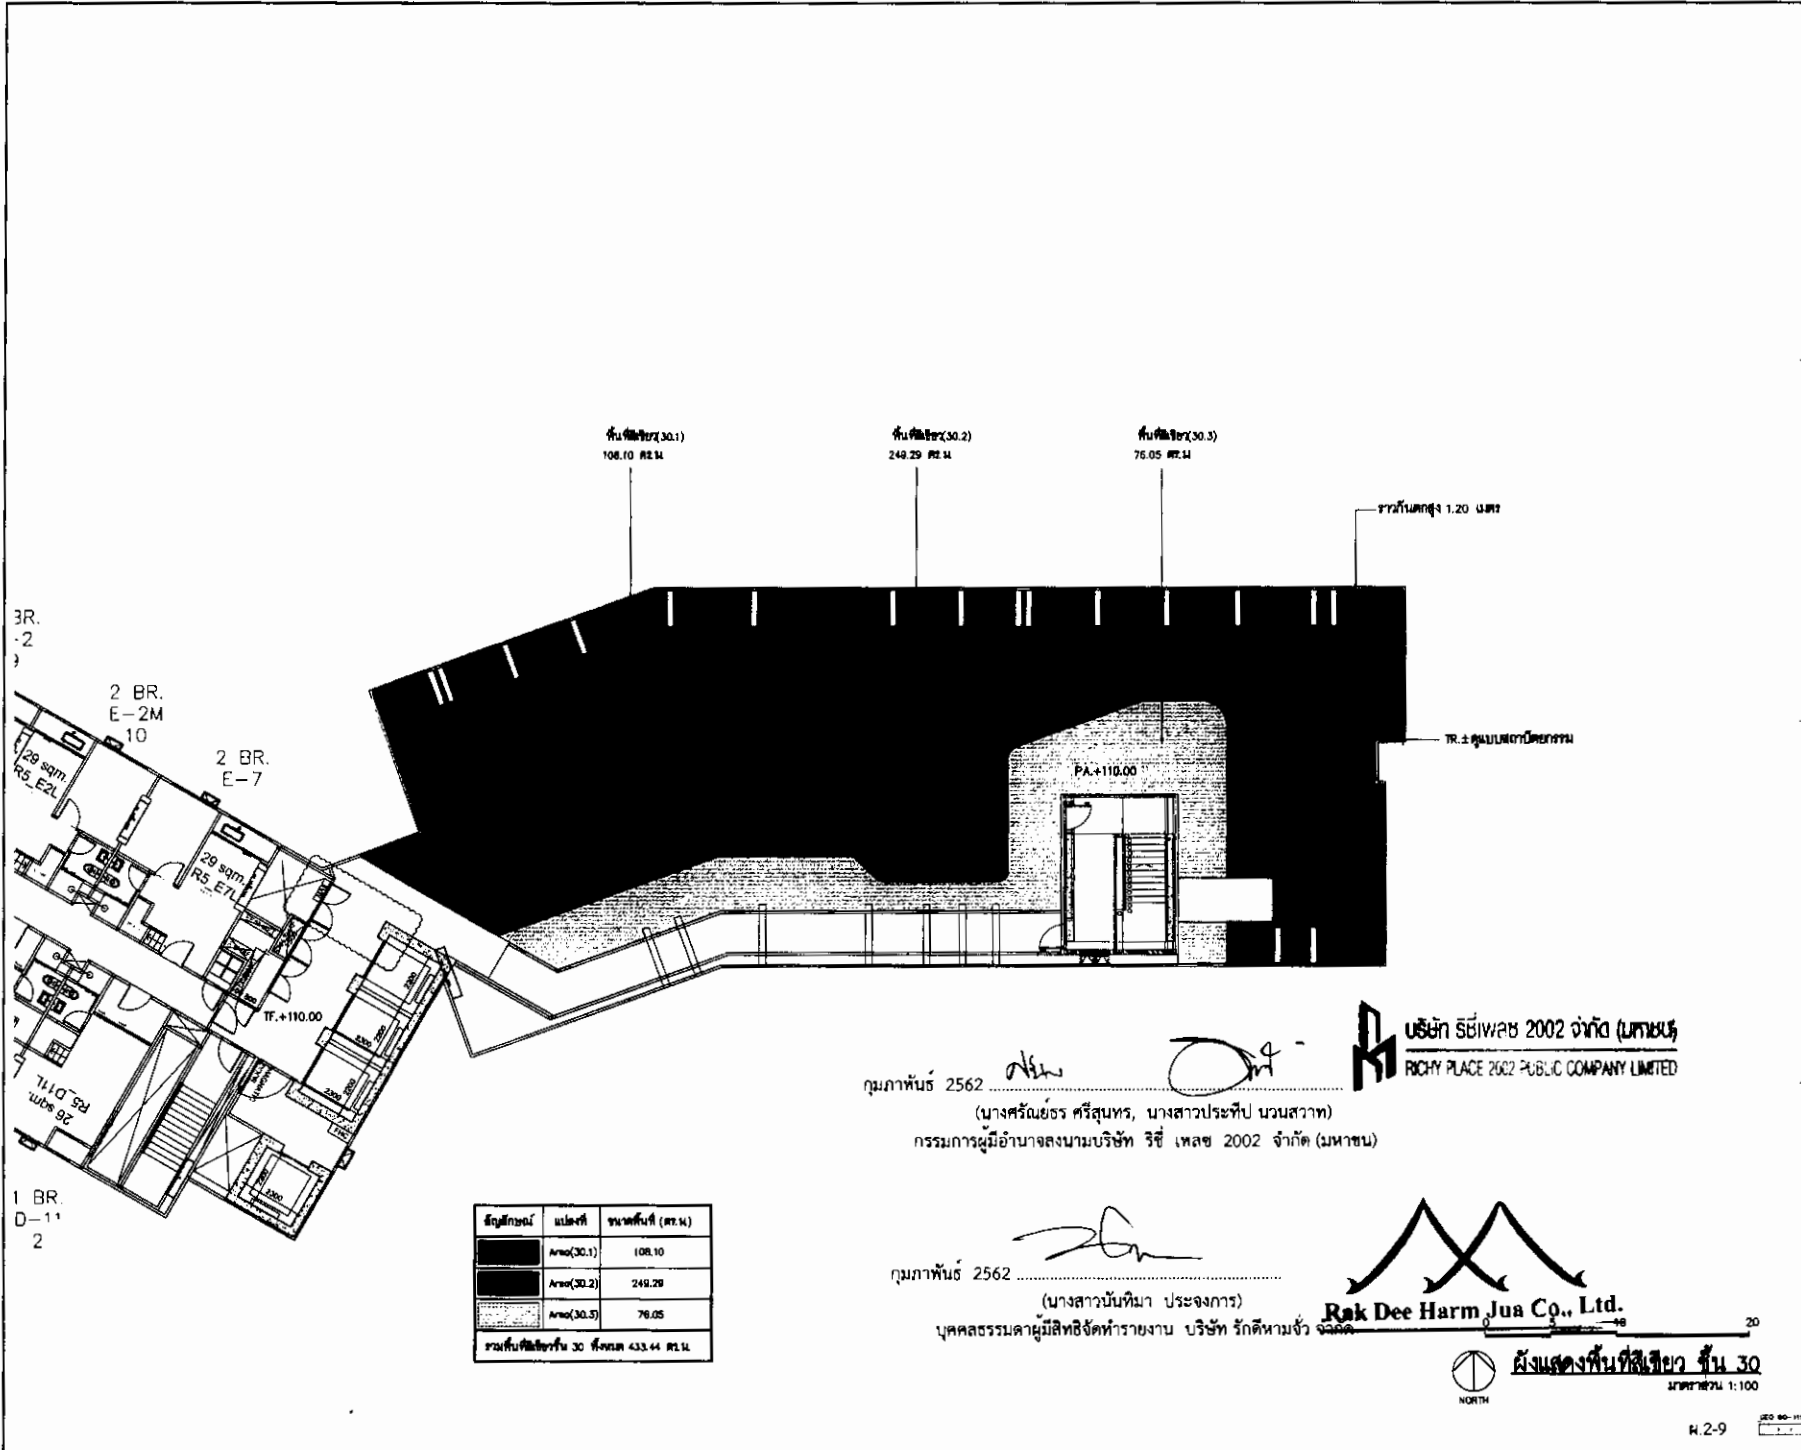 พื้นที่สีเขียว(30.1)
108.10 ตร.ม
พื้นที่สีเขียว(30.2)
249.29 ตร.ม
พื้นที่สีเขียว(30.3)
76.05 ตร.ม
ราวกันตกสูง 1.20 เมตร
TR.±ดูแบบสถาปัตยกรรม
PA.+110.00
BR.
-2
9
2 BR.
E-2M
10
2 BR.
E-7
29 sqm.
R5_E2L
29 sqm.
R5_E7L
TF.+110.00
26 sqm.
R5_D11L
1 BR.
D-11
2
2300
2300
2300
สัญลักษณ์ แปลงที่ ขนาดพื้นที่ (ตร.ม)
Area(30.1) 108.10
Area(30.2) 249.29
Area(30.3) 76.05
รวมพื้นที่สีเขียวชั้น 30 ทั้งหมด 433.44 ตร.ม.
บริษัท ริชี่เพลซ 2002 จำกัด (มหาชน)
RICHY PLACE 2002 PUBLIC COMPANY LIMITED
กุมภาพันธ์ 2562
(นางศรัณย์ธร ศรีสุนทร, นางสาวประทีป นวนสวาท)
กรรมการผู้มีอำนาจลงนามบริษัท ริชี่ เพลซ 2002 จำกัด (มหาชน)
กุมภาพันธ์ 2562
(นางสาวนันทิมา ประจงการ)
บุคคลธรรมดาผู้มีสิทธิจัดทำรายงาน บริษัท รักดีหามจั่ว จำกัด
Rak Dee Harm Jua Co., Ltd.
0 5 10 20
ผังแสดงพื้นที่สีเขียว ชั้น 30
มาตราส่วน 1:100
NORTH
ผ.2-9